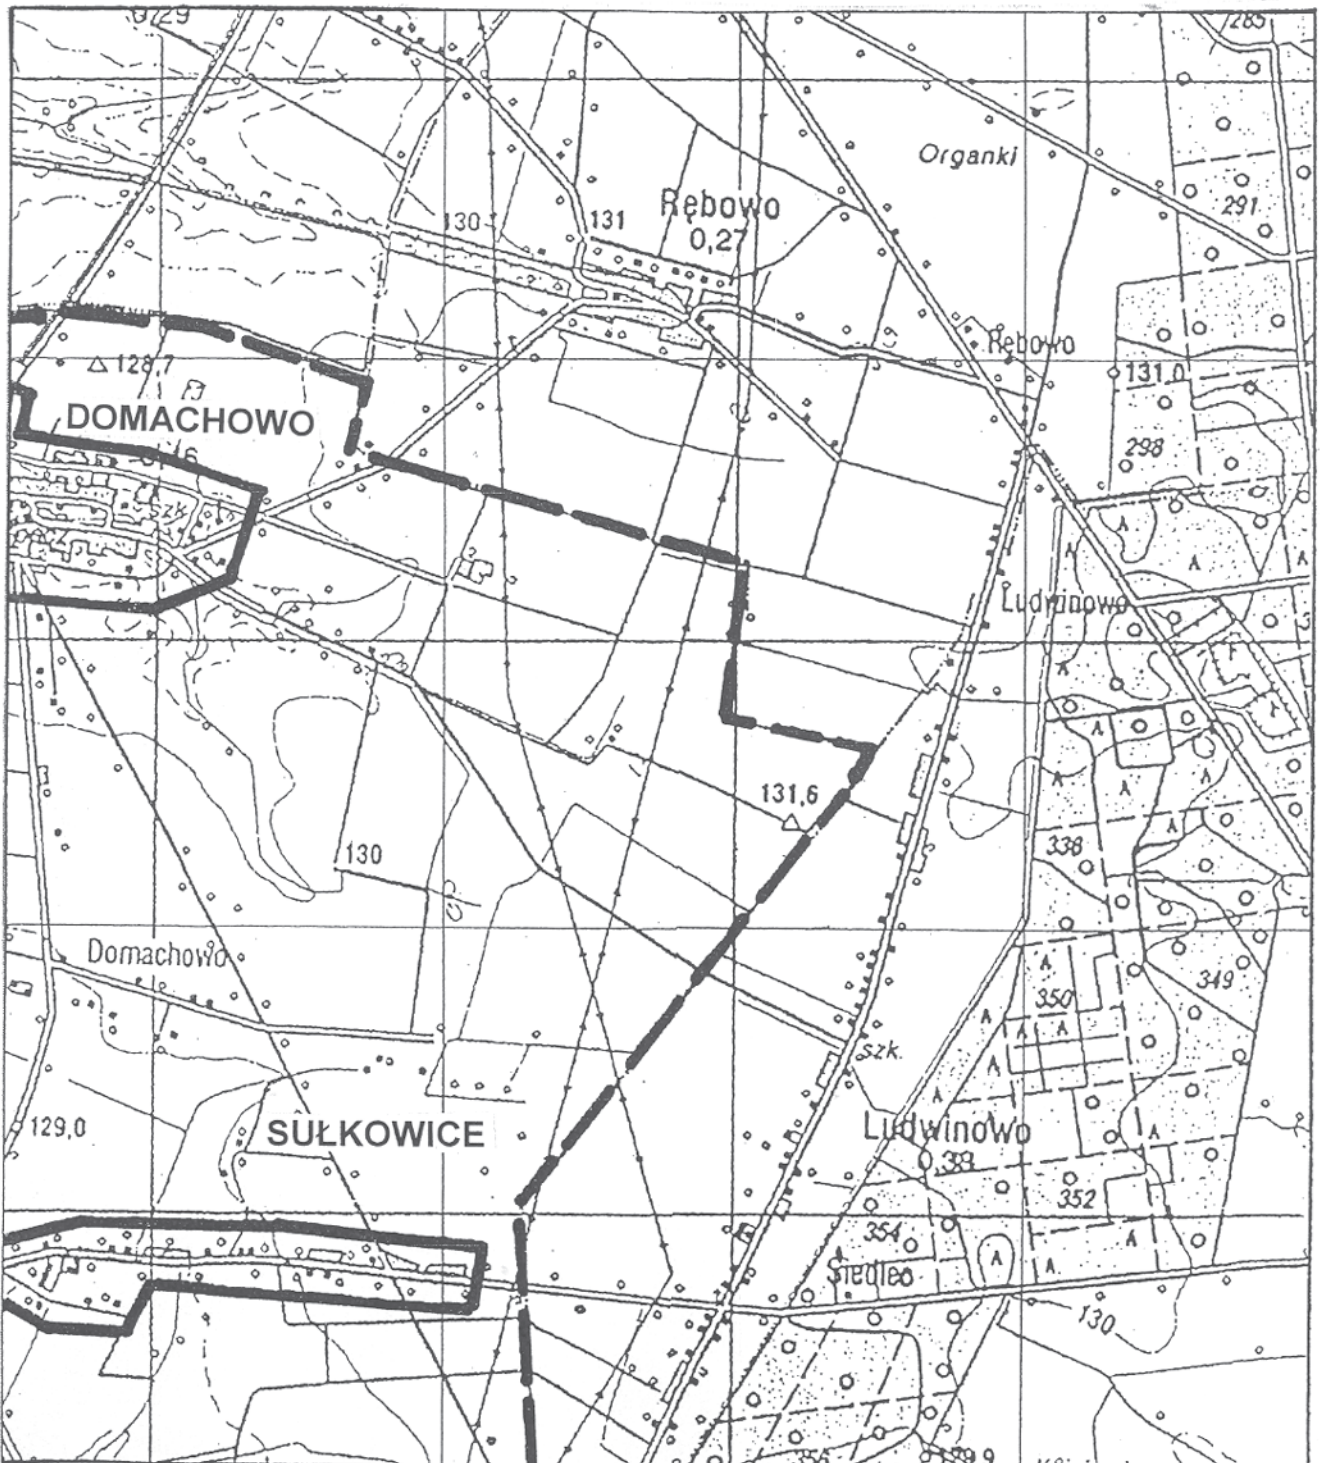 285
Organki
291
Rębowo
0,27
130
131
Rębowo
131,0
128,7
DOMACHOWO
298
szk.
Ludwinowo
131,6
338
130
Domachowo
349
350
szk.
129,0
SUŁKOWICE
Ludwinowo
0,38
352
354
Siedlec
130